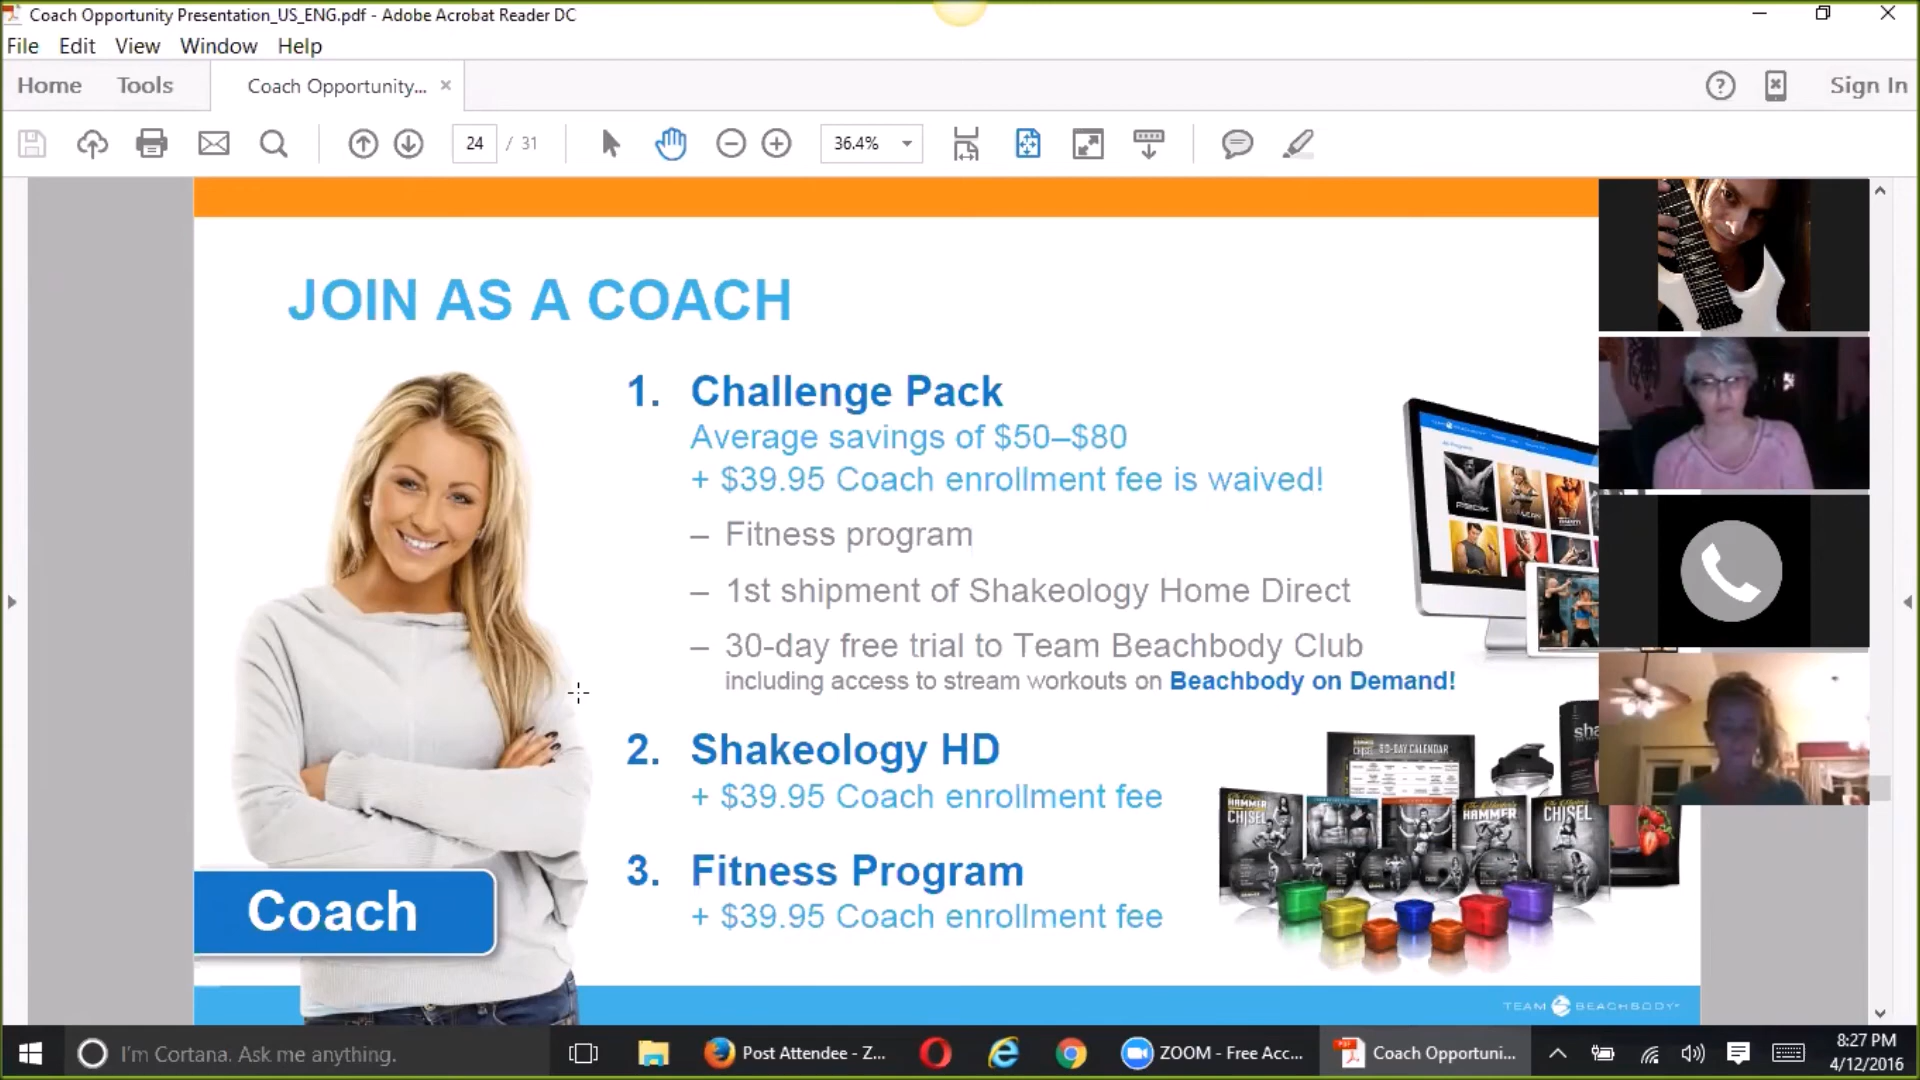 Coach Opportunity Presentation_US_ENG.pdf - Adobe Acrobat Reader DC
File Edit View Window Help
Home Tools Coach Opportunity... × Sign In
24 / 31 36.4%
JOIN AS A COACH
1. Challenge Pack
Average savings of $50–$80
+ $39.95 Coach enrollment fee is waived!
– Fitness program
– 1st shipment of Shakeology Home Direct
– 30-day free trial to Team Beachbody Club
including access to stream workouts on Beachbody on Demand!
2. Shakeology HD
+ $39.95 Coach enrollment fee
3. Fitness Program
+ $39.95 Coach enrollment fee
Coach
CHISEL
HAMMER
CHISEL
HAMMER
CHISEL
TEAM BEACHBODY
I'm Cortana. Ask me anything.
Post Attendee - Z...
ZOOM - Free Acc...
Coach Opportuni...
8:27 PM
4/12/2016